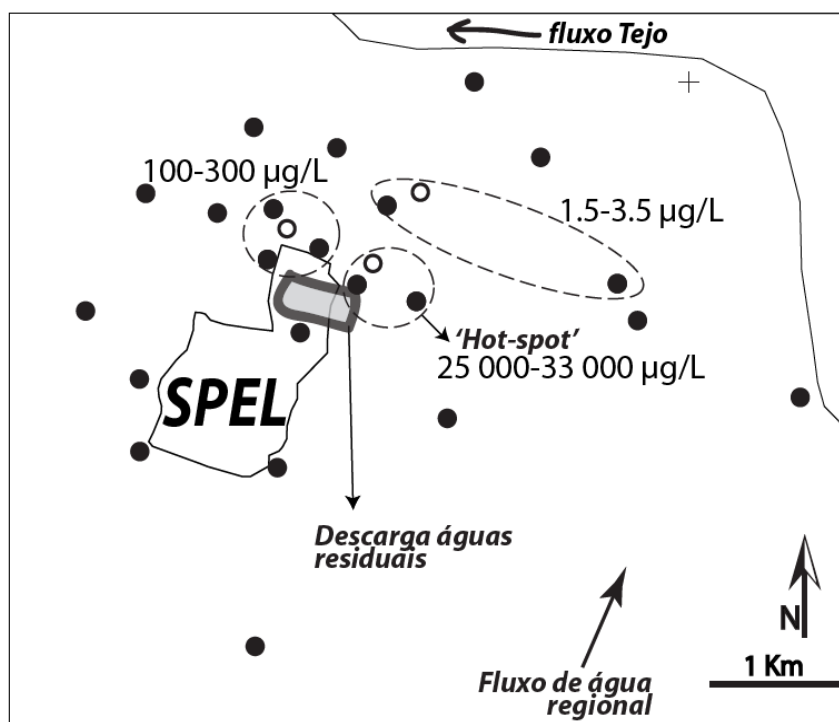 fluxo Tejo
100-300 µg/L
1.5-3.5 µg/L
'Hot-spot'
25 000-33 000 µg/L
SPEL
Descarga águas
residuais
N
1 Km
Fluxo de água
regional